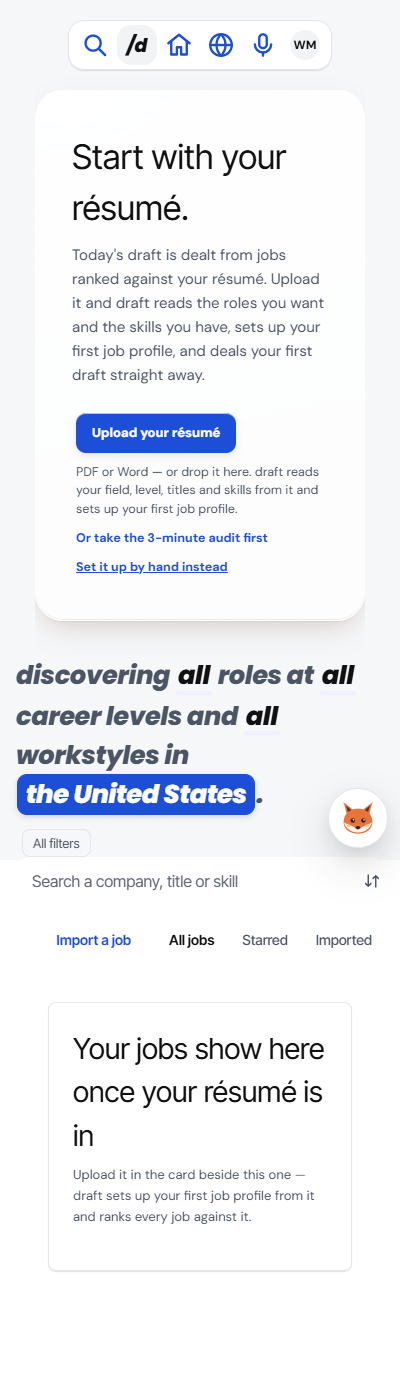 /d
WM
Start with your
résumé.
Today's draft is dealt from jobs
ranked against your résumé. Upload
it and draft reads the roles you want
and the skills you have, sets up your
first job profile, and deals your first
draft straight away.
Upload your résumé
PDF or Word — or drop it here. draft reads
your field, level, titles and skills from it and
sets up your first job profile.
Or take the 3-minute audit first
Set it up by hand instead
discovering all roles at all
career levels and all
workstyles in
the United States.
All filters
Search a company, title or skill
Import a job All jobs Starred Imported
Your jobs show here
once your résumé is
in
Upload it in the card beside this one —
draft sets up your first job profile from it
and ranks every job against it.